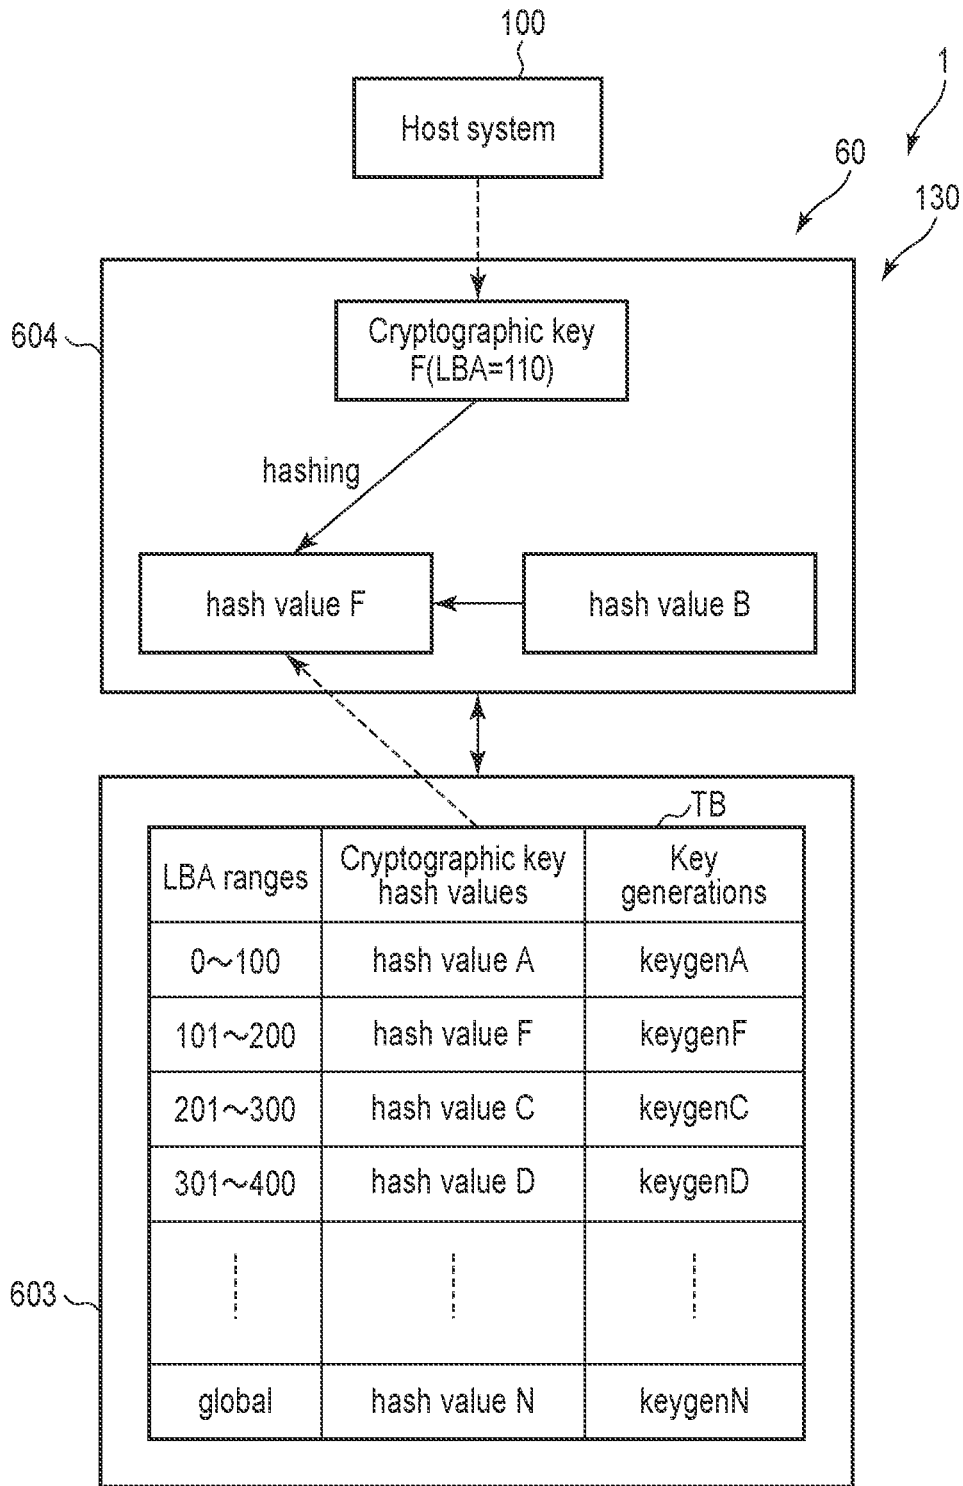 100
Host system
1
60
130
604
Cryptographic key
F(LBA=110)
hashing
hash value F
hash value B
TB
LBA ranges
Cryptographic key
hash values
Key
generations
0～100
hash value A
keygenA
101～200
hash value F
keygenF
201～300
hash value C
keygenC
301～400
hash value D
keygenD
603
global
hash value N
keygenN